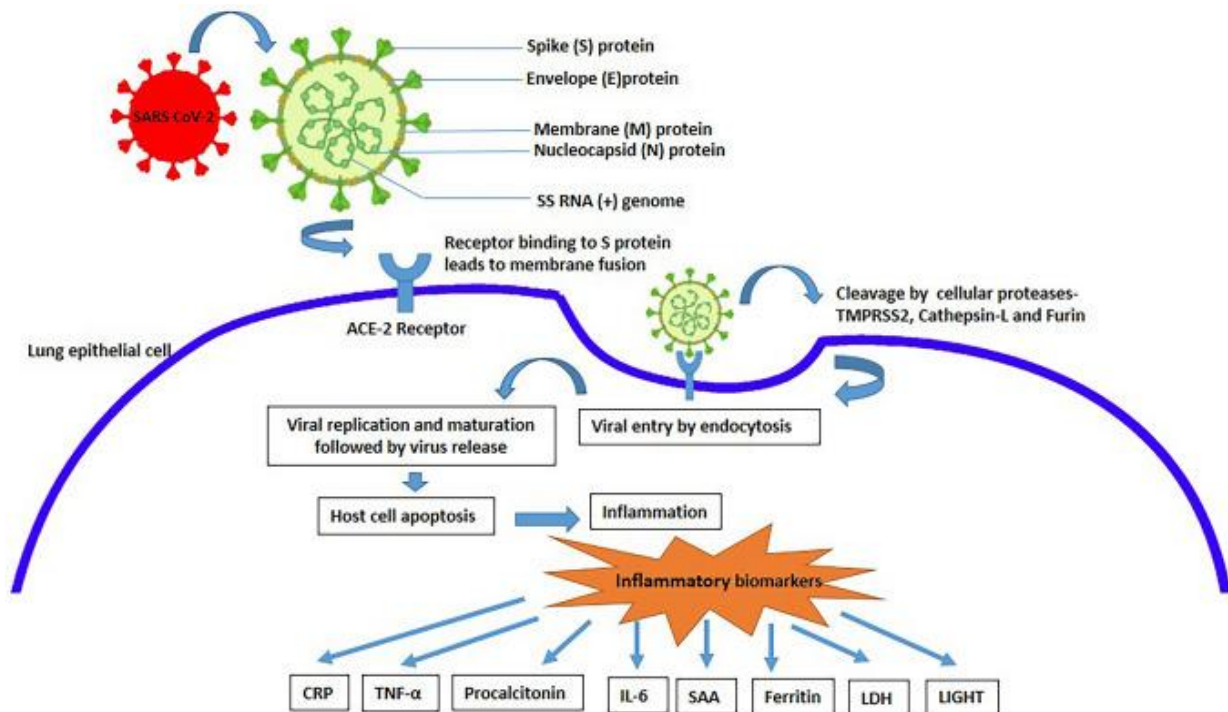 SARS CoV-2
Spike (S) protein
Envelope (E)protein
Membrane (M) protein
Nucleocapsid (N) protein
SS RNA (+) genome
Receptor binding to S protein
leads to membrane fusion
ACE-2 Receptor
Lung epithelial cell
Cleavage by cellular proteases-
TMPRSS2, Cathepsin-L and Furin
Viral entry by endocytosis
Viral replication and maturation
followed by virus release
Host cell apoptosis
Inflammation
Inflammatory biomarkers
CRP
TNF-α
Procalcitonin
IL-6
SAA
Ferritin
LDH
LIGHT